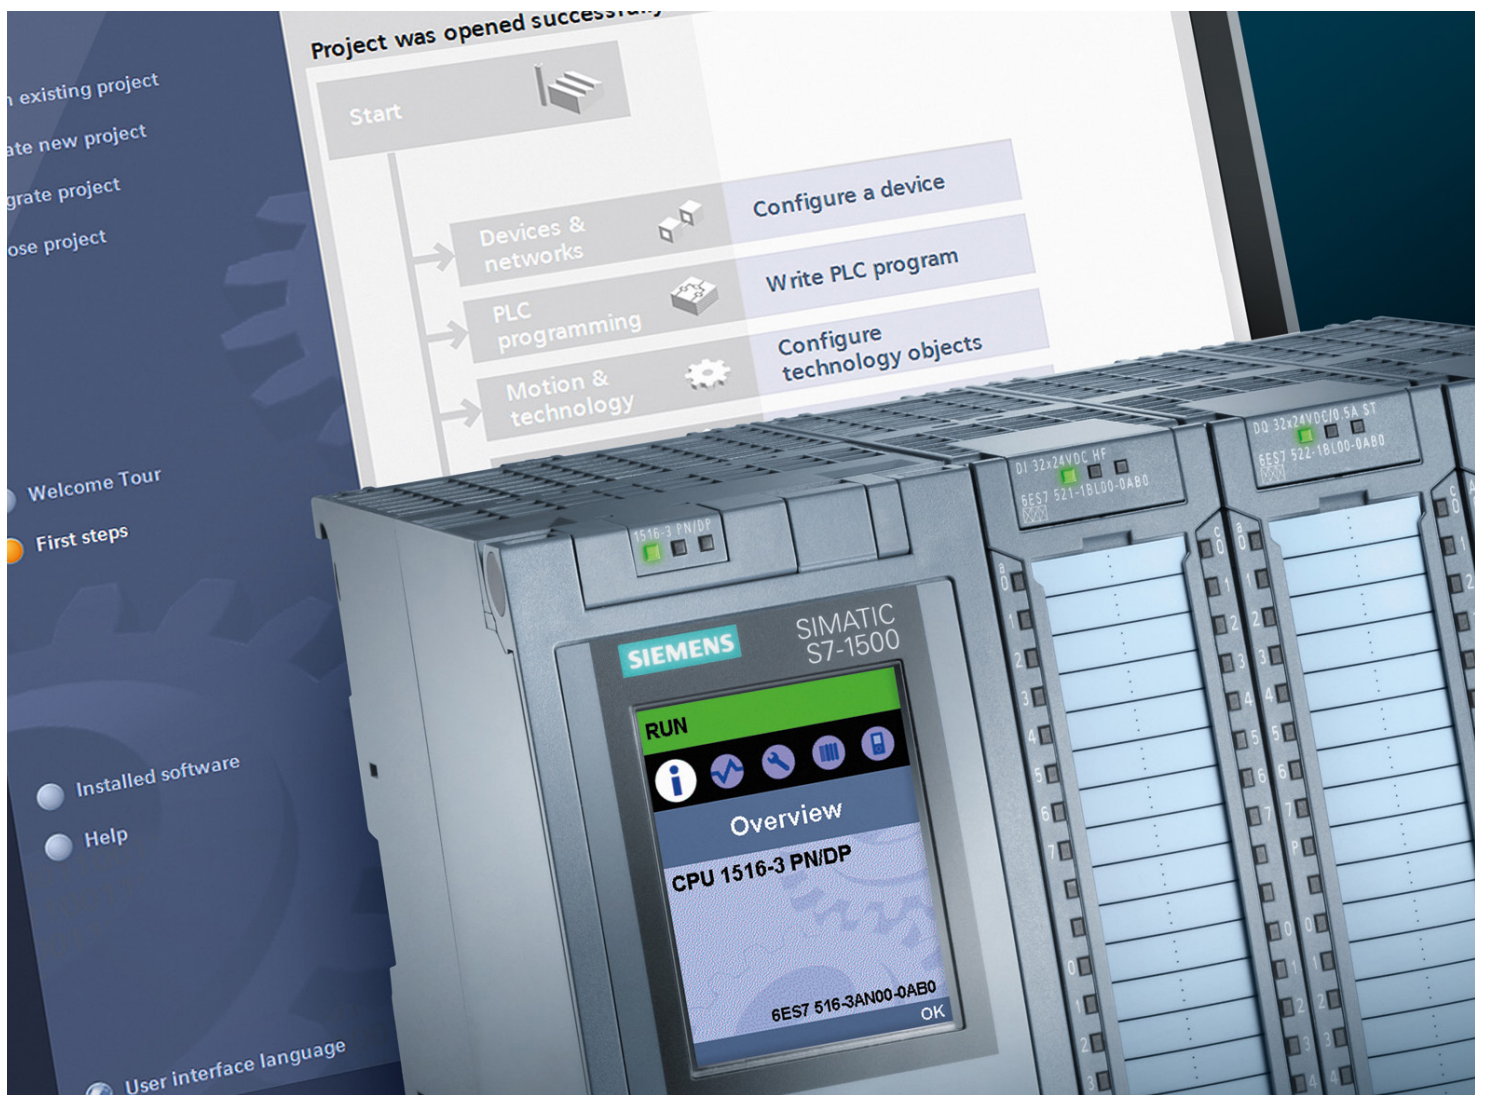 Project was opened successfully
existing project
new project
project
project
Start
Devices &
networks
PLC
programming
Motion &
technology
Configure a device
Write PLC program
Configure
technology objects
Welcome Tour
First steps
Installed software
Help
User interface language
1516-3 PN/DP
DI 32x24VDC HF
6ES7 521-1BL00-0AB0
DQ 32x24VDC/0.5A ST
6ES7 522-1BL00-0AB0
SIEMENS
SIMATIC
S7-1500
RUN
Overview
CPU 1516-3 PN/DP
6ES7 516-3AN00-0AB0
OK